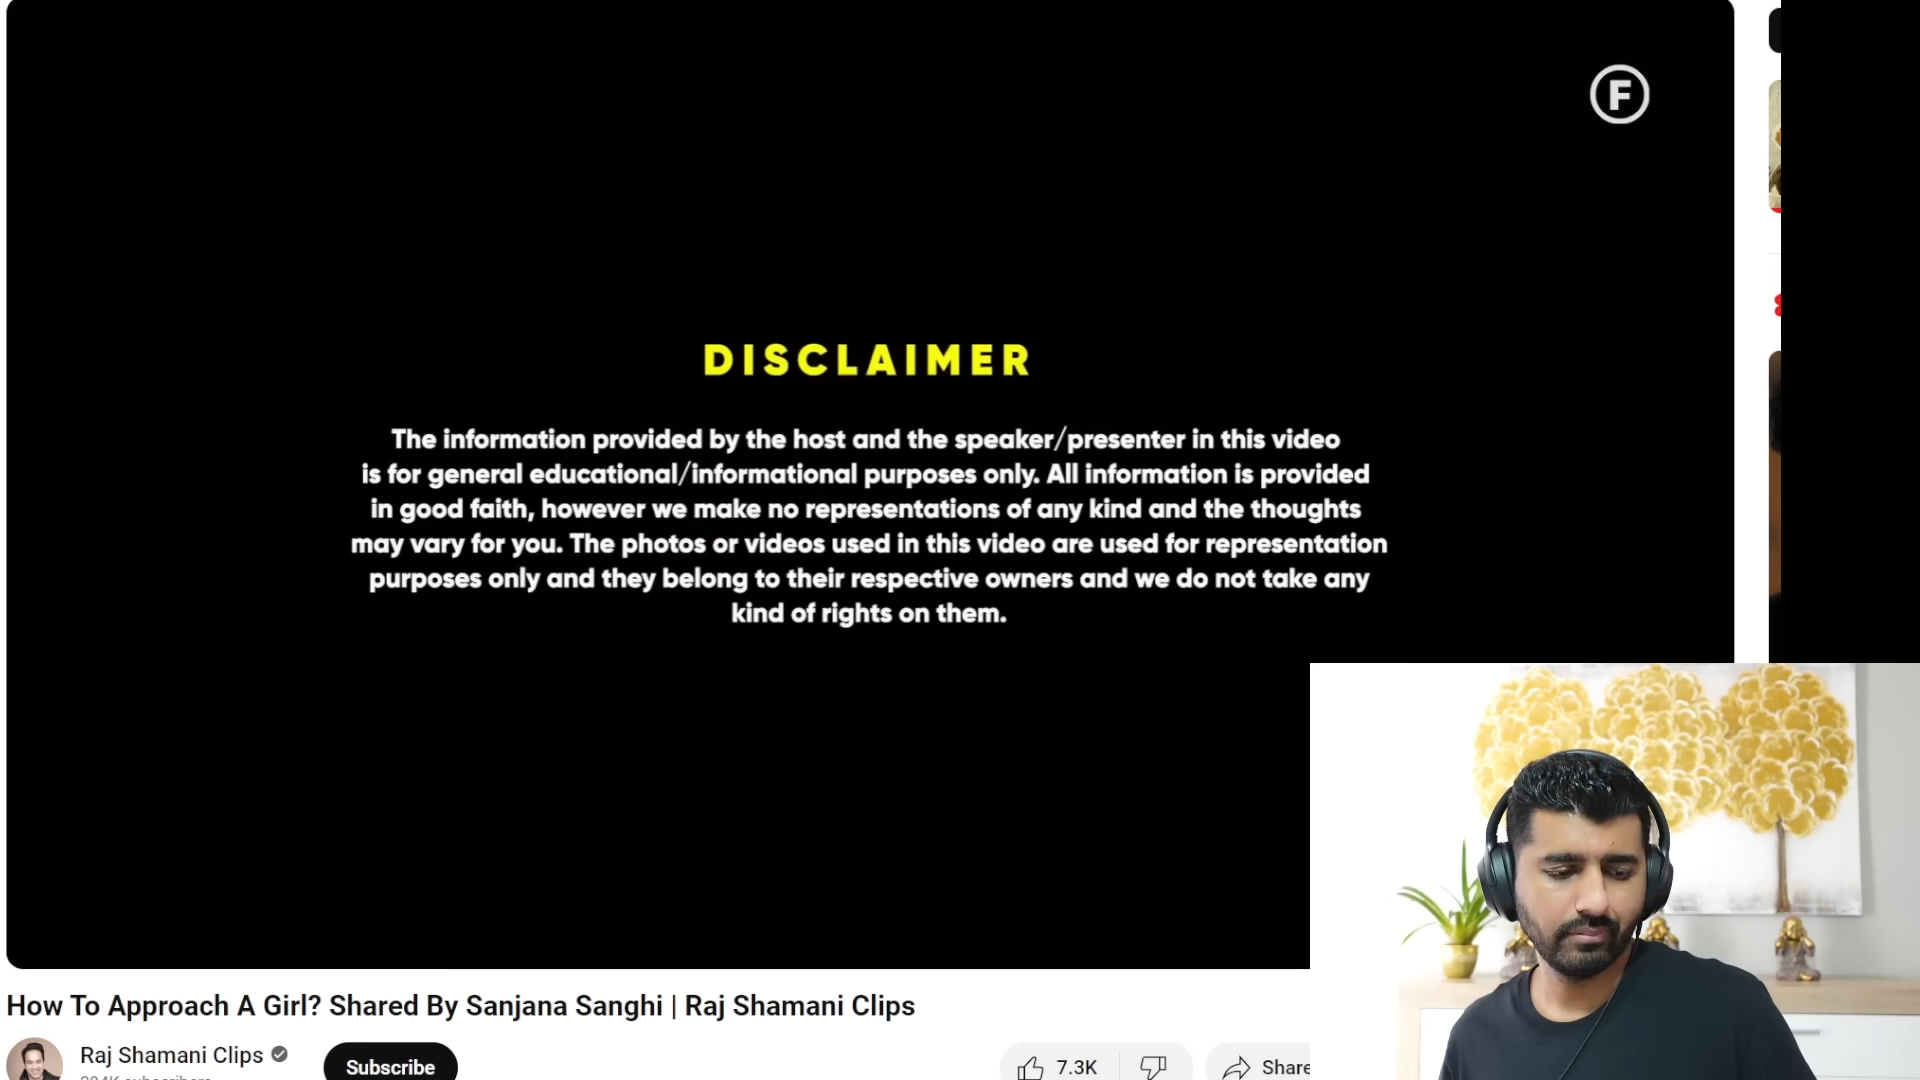 F
DISCLAIMER
The information provided by the host and the speaker/presenter in this video
is for general educational/informational purposes only. All information is provided
in good faith, however we make no representations of any kind and the thoughts
may vary for you. The photos or videos used in this video are used for representation
purposes only and they belong to their respective owners and we do not take any
kind of rights on them.
How To Approach A Girl? Shared By Sanjana Sanghi | Raj Shamani Clips
Raj Shamani Clips
Subscribe
7.3K
Share